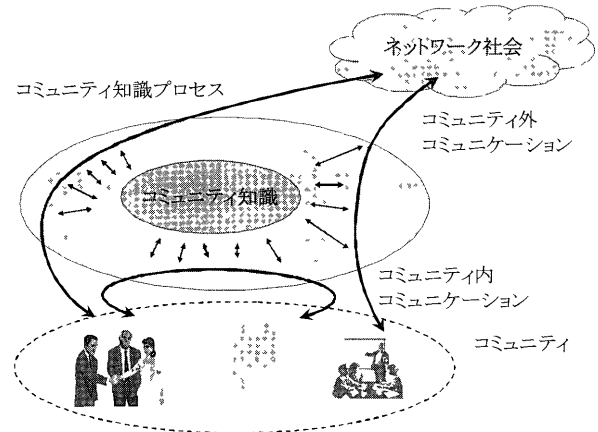 ネットワーク社会
コミュニティ知識プロセス
コミュニティ外
コミュニケーション
コミュニティ知識
コミュニティ内
コミュニケーション
コミュニティ